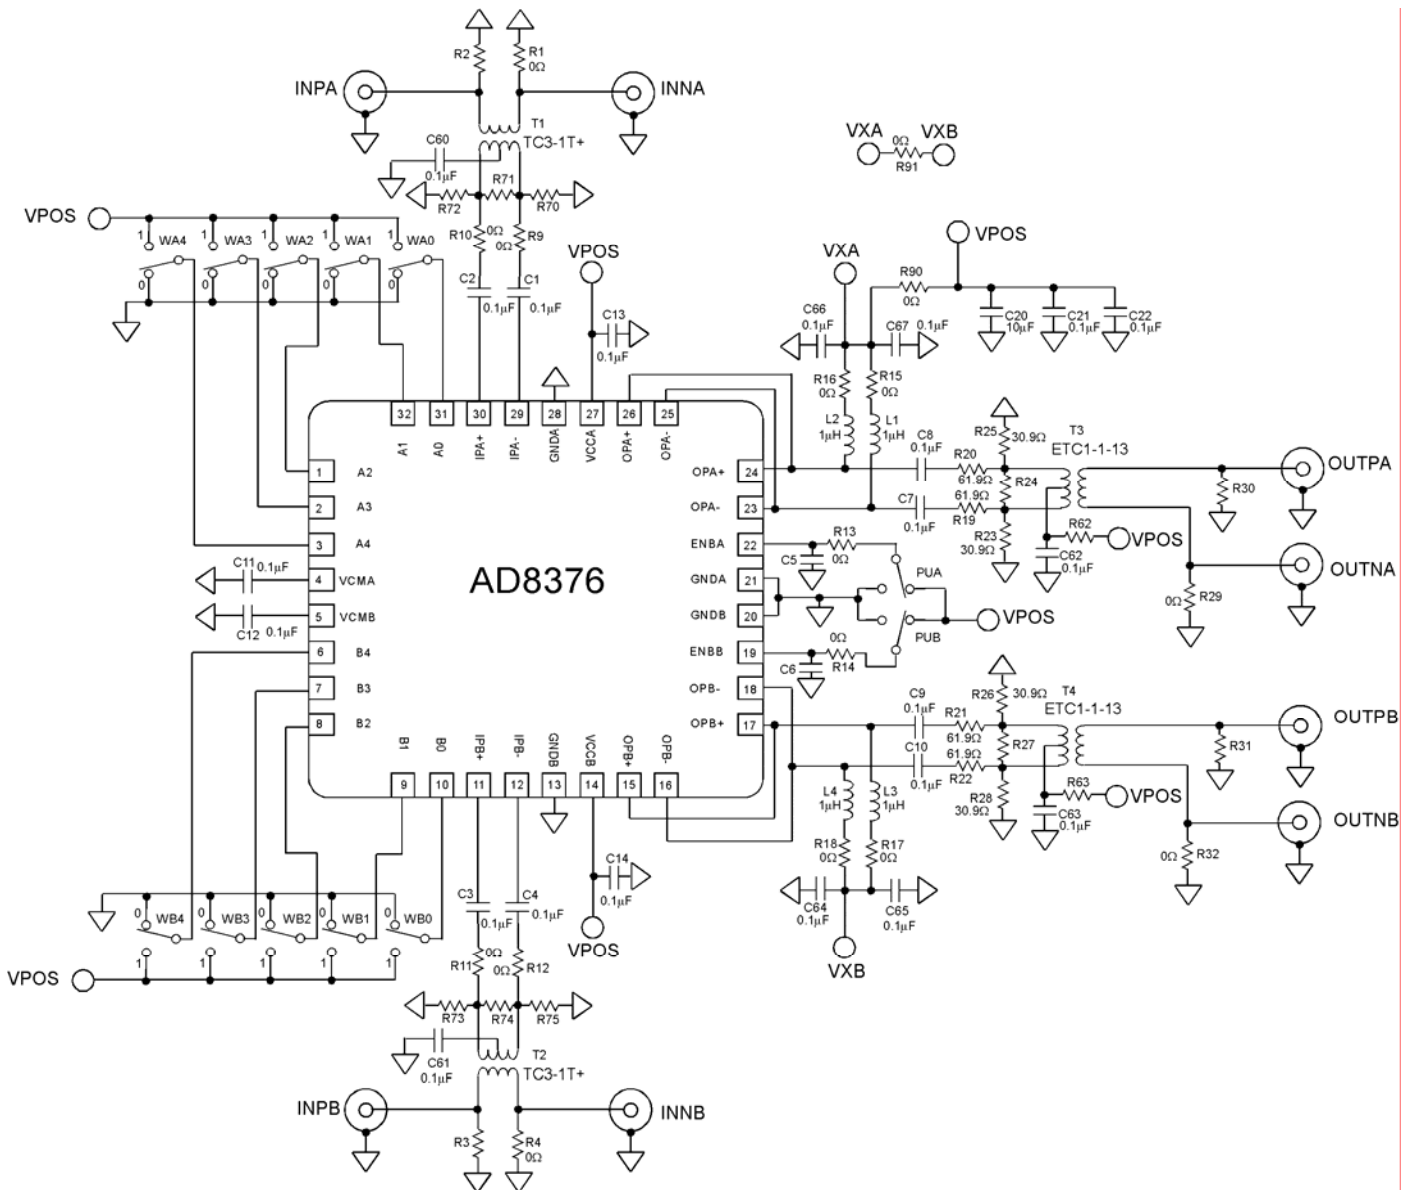 R2
R1
0Ω
INPA
INNA
T1
TC3-1T+
C60
0.1µF
R71
R72
R70
VXA
0Ω
VXB
R91
VPOS
1
WA4
1
WA3
1
WA2
1
WA1
1
WA0
0
0
0
0
0
R10
0Ω
0Ω
R9
C2
0.1µF
C1
0.1µF
VPOS
C13
0.1µF
VXA
VPOS
R90
0Ω
C66
0.1µF
C67
0.1µF
C20
10µF
C21
0.1µF
C22
0.1µF
R16
0Ω
R15
0Ω
L2
1µH
L1
1µH
32
31
30
29
28
27
26
25
A1
A0
IPA+
IPA-
GNDA
VCCA
OPA+
OPA-
1
A2
2
A3
3
A4
4
VCMA
5
VCMB
6
B4
7
B3
8
B2
C11
0.1µF
C12
0.1µF
AD8376
OPA+
24
OPA-
23
ENBA
22
GNDA
21
GNDB
20
ENBB
19
OPB-
18
OPB+
17
C8
0.1µF
R20
61.9Ω
R25
30.9Ω
T3
ETC1-1-13
OUTPA
C7
0.1µF
61.9Ω
R19
R24
R23
30.9Ω
R30
R62
VPOS
C62
0.1µF
OUTNA
0Ω
R29
R13
0Ω
C5
PUA
VPOS
PUB
0Ω
R14
C6
C9
0.1µF
R21
61.9Ω
R26
30.9Ω
T4
ETC1-1-13
OUTPB
C10
0.1µF
61.9Ω
R22
R27
R28
30.9Ω
R31
R63
VPOS
C63
0.1µF
OUTNB
0Ω
R32
B1
B0
IPB+
IPB-
GNDB
VCCB
OPB+
OPB-
9
10
11
12
13
14
15
16
L4
1µH
L3
1µH
R18
0Ω
R17
0Ω
C64
0.1µF
C65
0.1µF
VXB
C14
0.1µF
VPOS
C3
0.1µF
C4
0.1µF
0
WB4
0
WB3
0
WB2
0
WB1
0
WB0
1
1
1
1
1
VPOS
R11
0Ω
0Ω
R12
R73
R74
R75
C61
0.1µF
T2
TC3-1T+
INPB
INNB
R3
R4
0Ω